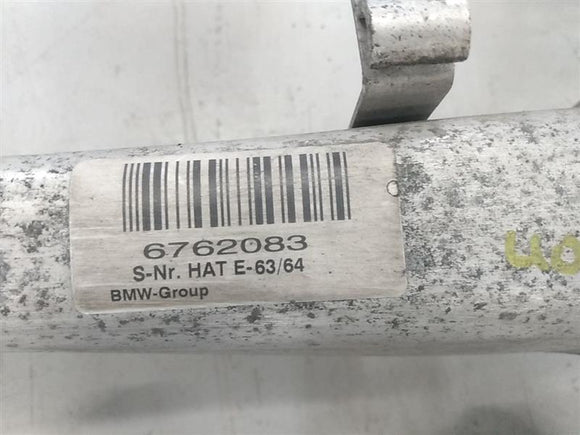 6762083
S-Nr. HAT E-63/64
BMW-Group